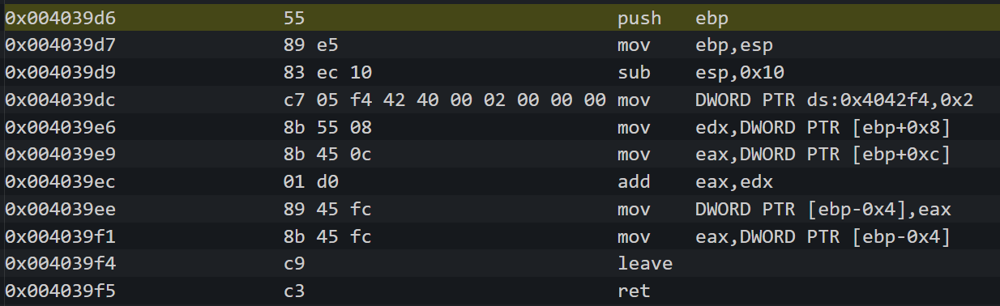 0x004039d6 55 push ebp
0x004039d7 89 e5 mov ebp,esp
0x004039d9 83 ec 10 sub esp,0x10
0x004039dc c7 05 f4 42 40 00 02 00 00 00 mov DWORD PTR ds:0x4042f4,0x2
0x004039e6 8b 55 08 mov edx,DWORD PTR [ebp+0x8]
0x004039e9 8b 45 0c mov eax,DWORD PTR [ebp+0xc]
0x004039ec 01 d0 add eax,edx
0x004039ee 89 45 fc mov DWORD PTR [ebp-0x4],eax
0x004039f1 8b 45 fc mov eax,DWORD PTR [ebp-0x4]
0x004039f4 c9 leave
0x004039f5 c3 ret